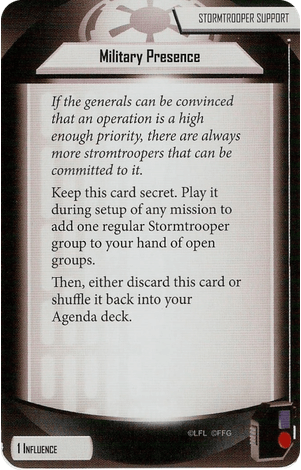 STORMTROOPER SUPPORT
Military Presence
If the generals can be convinced
that an operation is a high
enough priority, there are always
more stromtroopers that can be
committed to it.
Keep this card secret. Play it
during setup of any mission to
add one regular Stormtrooper
group to your hand of open
groups.
Then, either discard this card or
shuffle it back into your
Agenda deck.
©LFL ©FFG
1 INFLUENCE